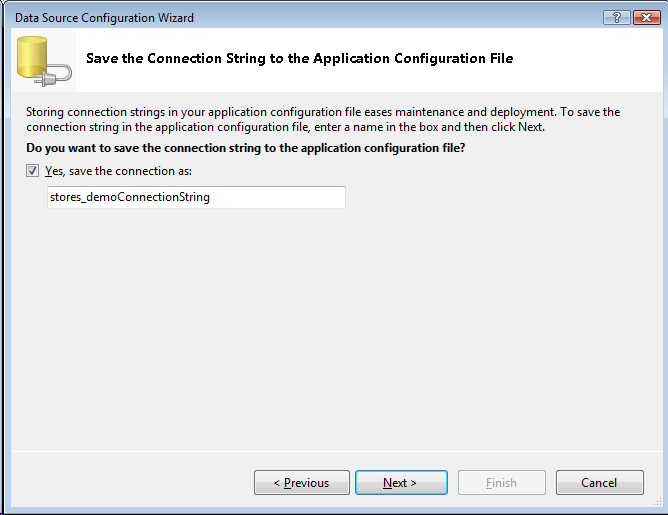 Data Source Configuration Wizard
?
Save the Connection String to the Application Configuration File
Storing connection strings in your application configuration file eases maintenance and deployment. To save the
connection string in the application configuration file, enter a name in the box and then click Next.
Do you want to save the connection string to the application configuration file?
Yes, save the connection as:
stores_demoConnectionString
< Previous
Next >
Finish
Cancel